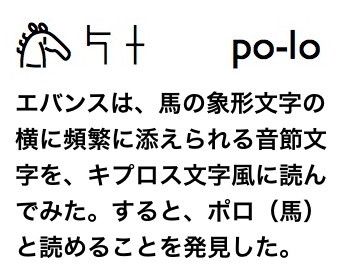 𐂃 𐀡 𐀫 po-lo
エバンスは、馬の象形文字の
横に頻繁に添えられる音節文
字を、キプロス文字風に読ん
でみた。すると、ポロ（馬）
と読めることを発見した。